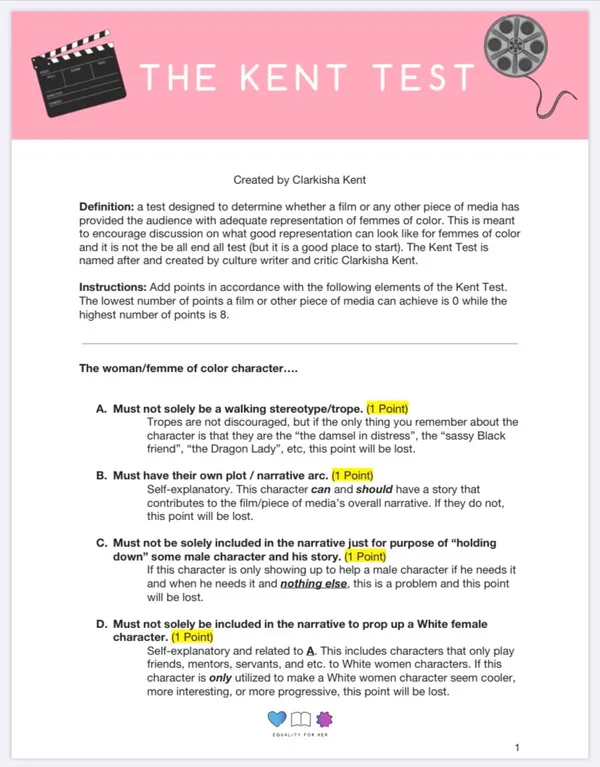 THE KENT TEST
Created by Clarkisha Kent
Definition: a test designed to determine whether a film or any other piece of media has
provided the audience with adequate representation of femmes of color. This is meant
to encourage discussion on what good representation can look like for femmes of color
and it is not the be all end all test (but it is a good place to start). The Kent Test is
named after and created by culture writer and critic Clarkisha Kent.
Instructions: Add points in accordance with the following elements of the Kent Test.
The lowest number of points a film or other piece of media can achieve is 0 while the
highest number of points is 8.
The woman/femme of color character....
A. Must not solely be a walking stereotype/trope. (1 Point)
Tropes are not discouraged, but if the only thing you remember about the
character is that they are the “the damsel in distress”, the “sassy Black
friend”, “the Dragon Lady”, etc, this point will be lost.
B. Must have their own plot / narrative arc. (1 Point)
Self-explanatory. This character can and should have a story that
contributes to the film/piece of media’s overall narrative. If they do not,
this point will be lost.
C. Must not be solely included in the narrative just for purpose of “holding
down” some male character and his story. (1 Point)
If this character is only showing up to help a male character if he needs it
and when he needs it and nothing else, this is a problem and this point
will be lost.
D. Must not solely be included in the narrative to prop up a White female
character. (1 Point)
Self-explanatory and related to A. This includes characters that only play
friends, mentors, servants, and etc. to White women characters. If this
character is only utilized to make a White women character seem cooler,
more interesting, or more progressive, this point will be lost.
EQUALITY FOR HER
1